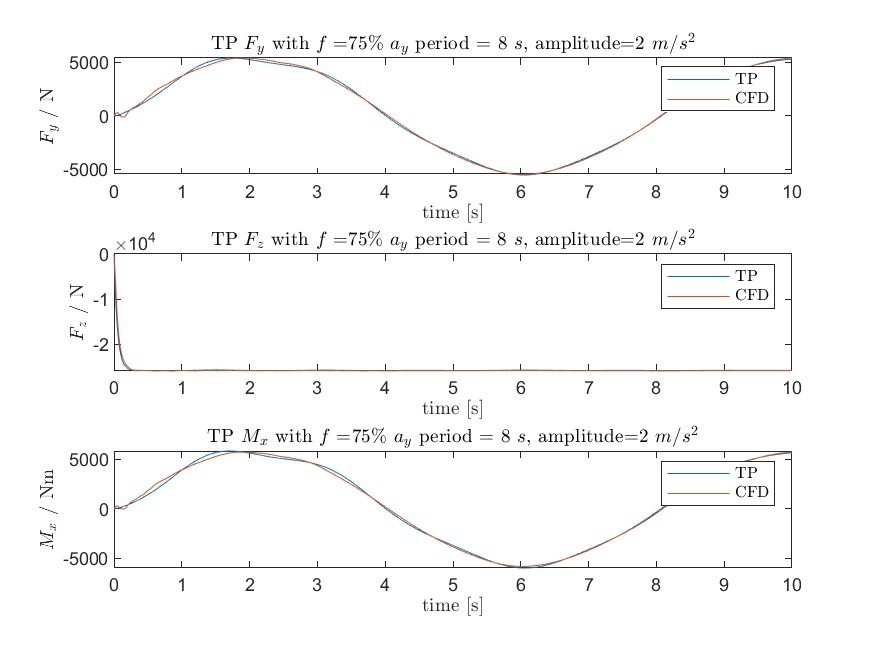 TP F_y with f =75% a_y period = 8 s, amplitude=2 m/s^2
5000
0
-5000
F_y / N
TP
CFD
0 1 2 3 4 5 6 7 8 9 10
time [s]
TP F_z with f =75% a_y period = 8 s, amplitude=2 m/s^2
×10^4
0
-1
-2
F_z / N
TP
CFD
0 1 2 3 4 5 6 7 8 9 10
time [s]
TP M_x with f =75% a_y period = 8 s, amplitude=2 m/s^2
5000
0
-5000
M_x / Nm
TP
CFD
0 1 2 3 4 5 6 7 8 9 10
time [s]